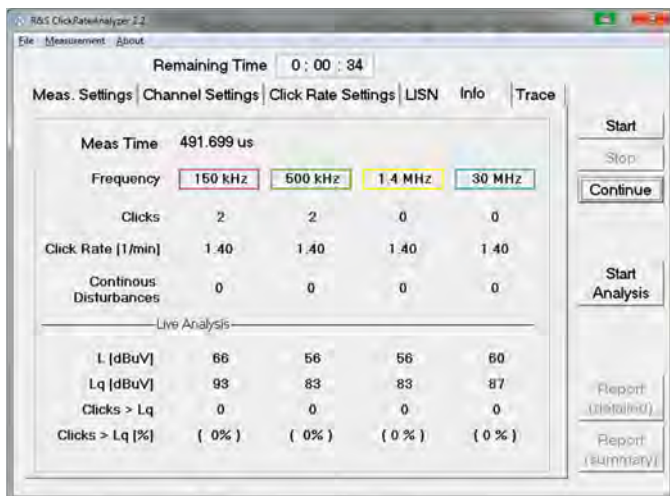 R&S ClickRateAnalyzer 2.2
File Measurement About
Remaining Time 0 : 00 : 34
Meas. Settings Channel Settings Click Rate Settings LISN Info Trace
Meas Time 491.699 us
Frequency 150 kHz 500 kHz 1.4 MHz 30 MHz
Clicks 2 2 0 0
Click Rate [1/min] 1.40 1.40 1.40 1.40
Continous
Disturbances 0 0 0 0
Live Analysis
L [dBuV] 66 56 56 60
Lq [dBuV] 93 83 83 87
Clicks > Lq 0 0 0 0
Clicks > Lq [%] ( 0% ) ( 0% ) ( 0 % ) ( 0 % )
Start
Stop
Continue
Start
Analysis
Report
(detailed)
Report
(summary)